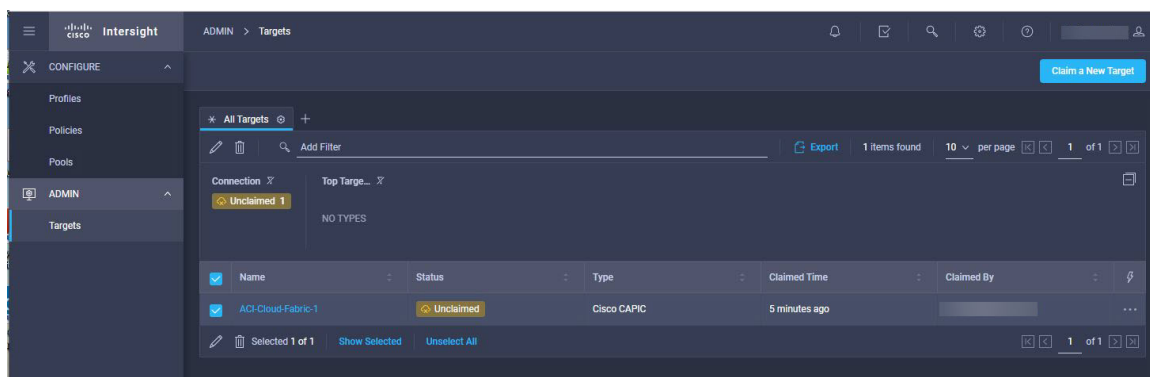 cisco Intersight
ADMIN > Targets
CONFIGURE
Claim a New Target
Profiles
All Targets
Policies
Add Filter
Export 1 items found 10 per page 1 of 1
Pools
Connection Top Targe...
ADMIN
Unclaimed 1
NO TYPES
Targets
Name Status Type Claimed Time Claimed By
ACI-Cloud-Fabric-1 Unclaimed Cisco CAPIC 5 minutes ago
Selected 1 of 1 Show Selected Unselect All 1 of 1